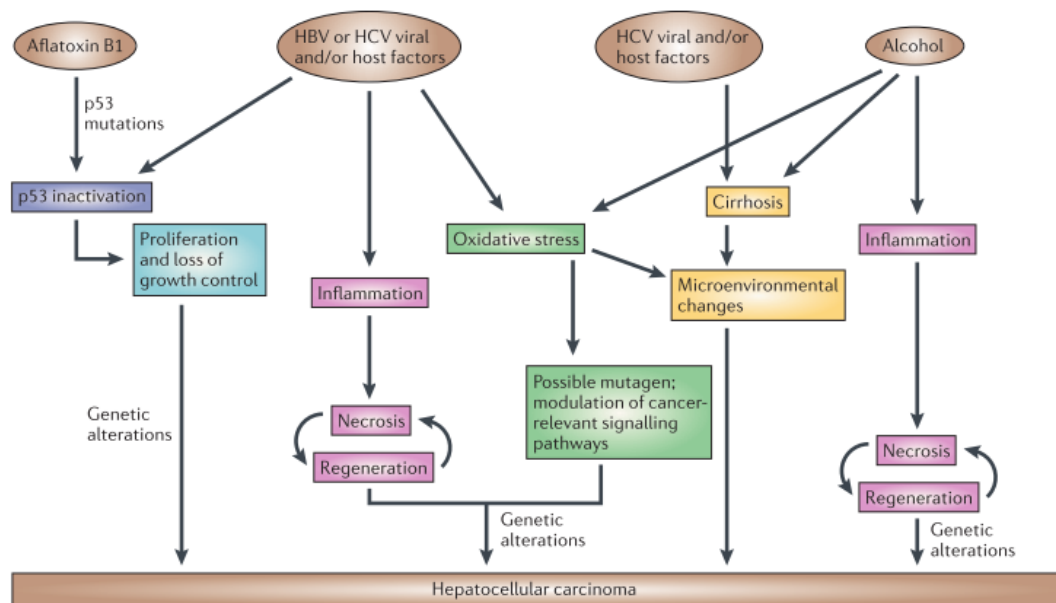 Aflatoxin B1
HBV or HCV viral
and/or host factors
HCV viral and/or
host factors
Alcohol
p53
mutations
p53 inactivation
Cirrhosis
Proliferation
and loss of
growth control
Oxidative stress
Inflammation
Inflammation
Microenvironmental
changes
Possible mutagen;
modulation of cancer-
relevant signalling
pathways
Genetic
alterations
Necrosis
Regeneration
Necrosis
Regeneration
Genetic
alterations
Genetic
alterations
Hepatocellular carcinoma